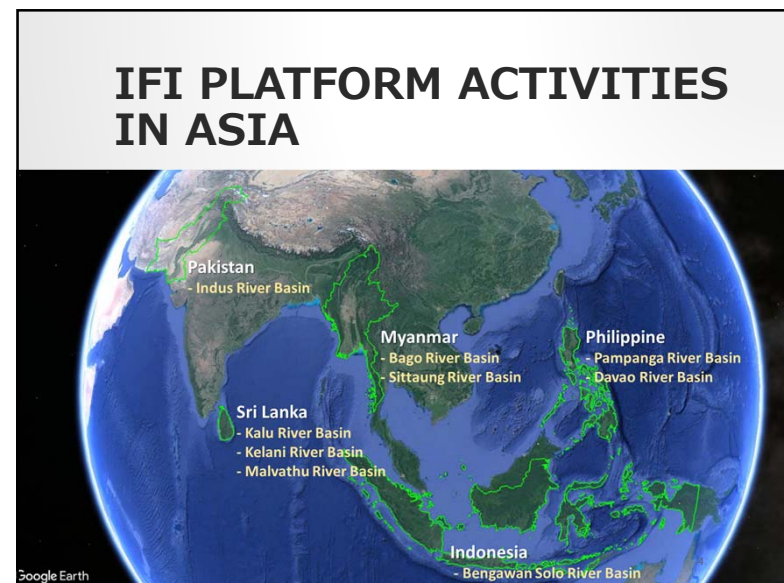 IFI PLATFORM ACTIVITIES
IN ASIA
Pakistan
- Indus River Basin
Myanmar
- Bago River Basin
- Sittaung River Basin
Philippine
- Pampanga River Basin
- Davao River Basin
Sri Lanka
- Kalu River Basin
- Kelani River Basin
- Malvathu River Basin
Indonesia
- Bengawan Solo River Basin
Google Earth